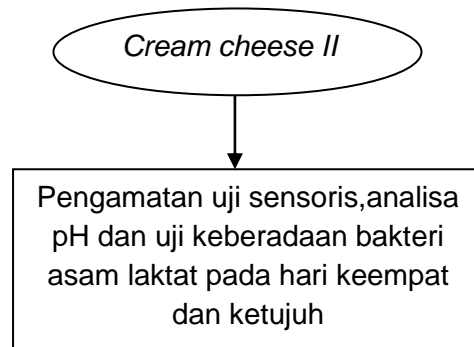 Cream cheese II
Pengamatan uji sensoris,analisa
pH dan uji keberadaan bakteri
asam laktat pada hari keempat
dan ketujuh